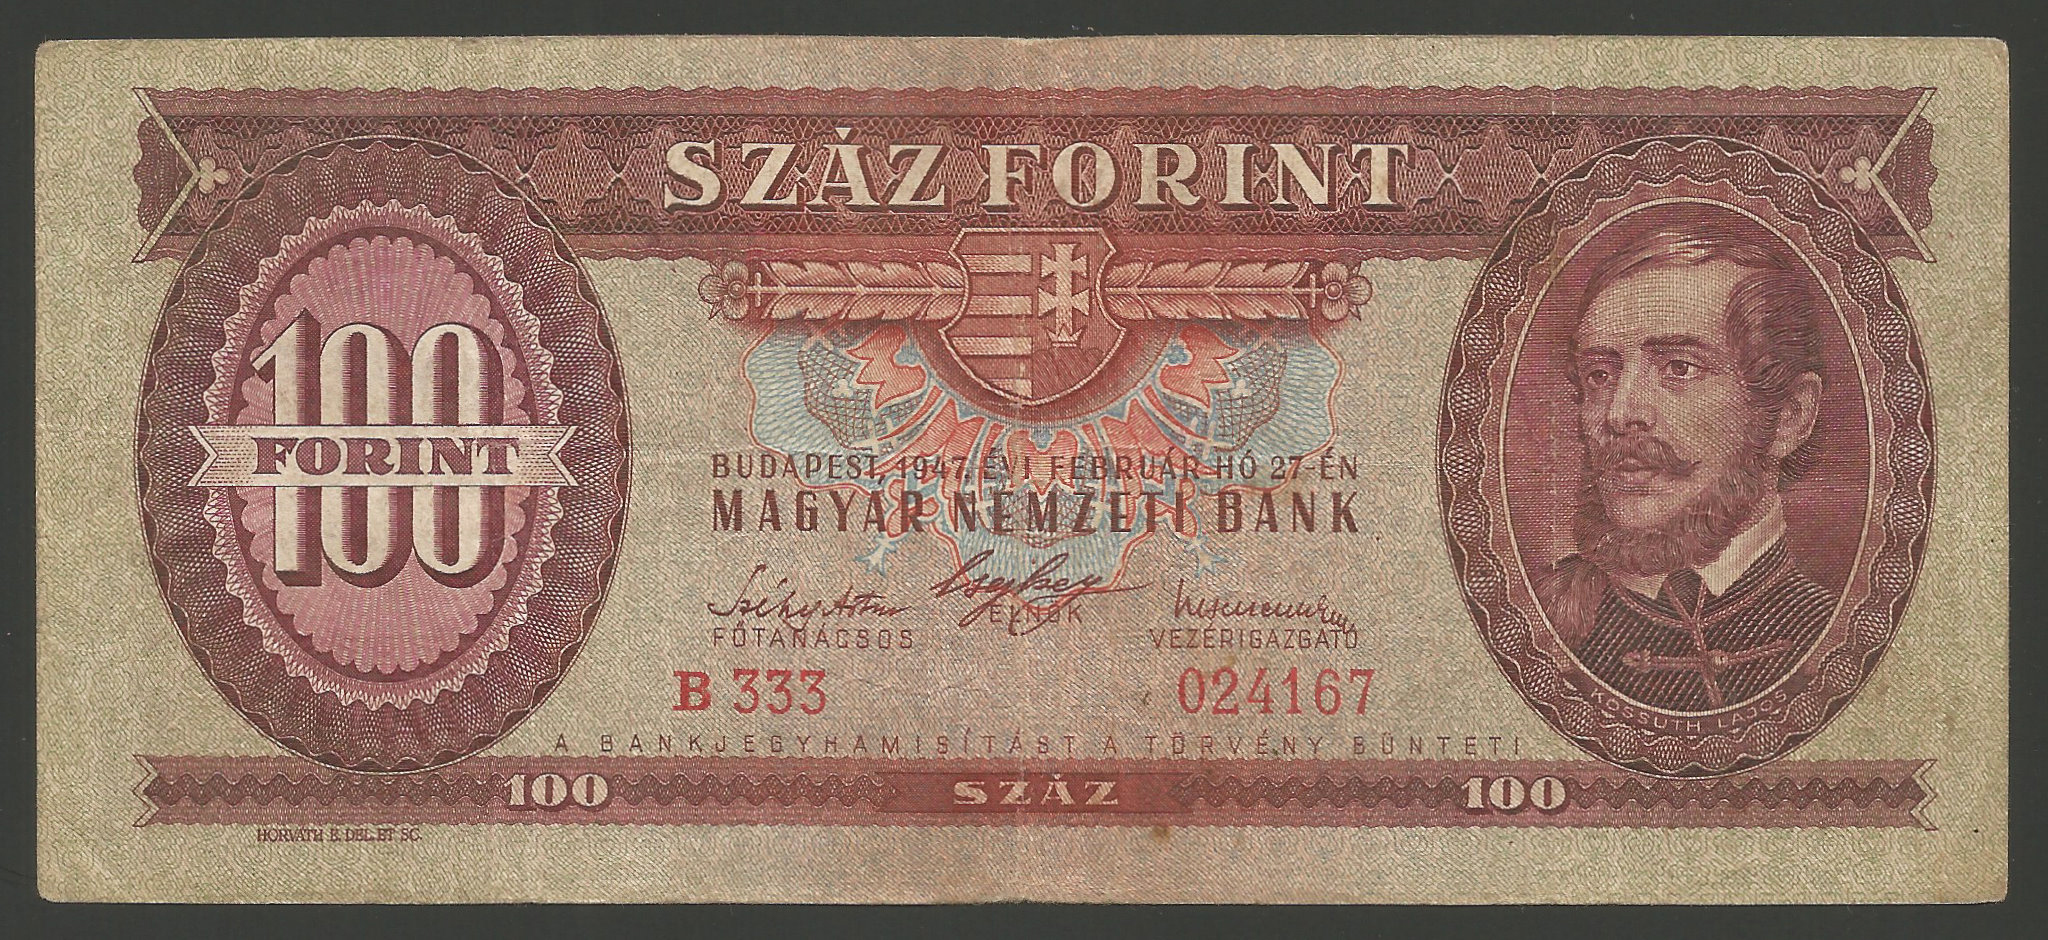 SZÁZ FORINT
100
FORINT
BUDAPEST, 1947. ÉVI FEBRUÁR HÓ 27-ÉN
MAGYAR NEMZETI BANK
FŐTANÁCSOS ELNÖK VEZÉRIGAZGATÓ
B 333 024167
KOSSUTH LAJOS
A BANKJEGYHAMISÍTÁST A TÖRVÉNY BÜNTETI
100 SZÁZ 100
HORVÁTH E. DEL. ET SC.